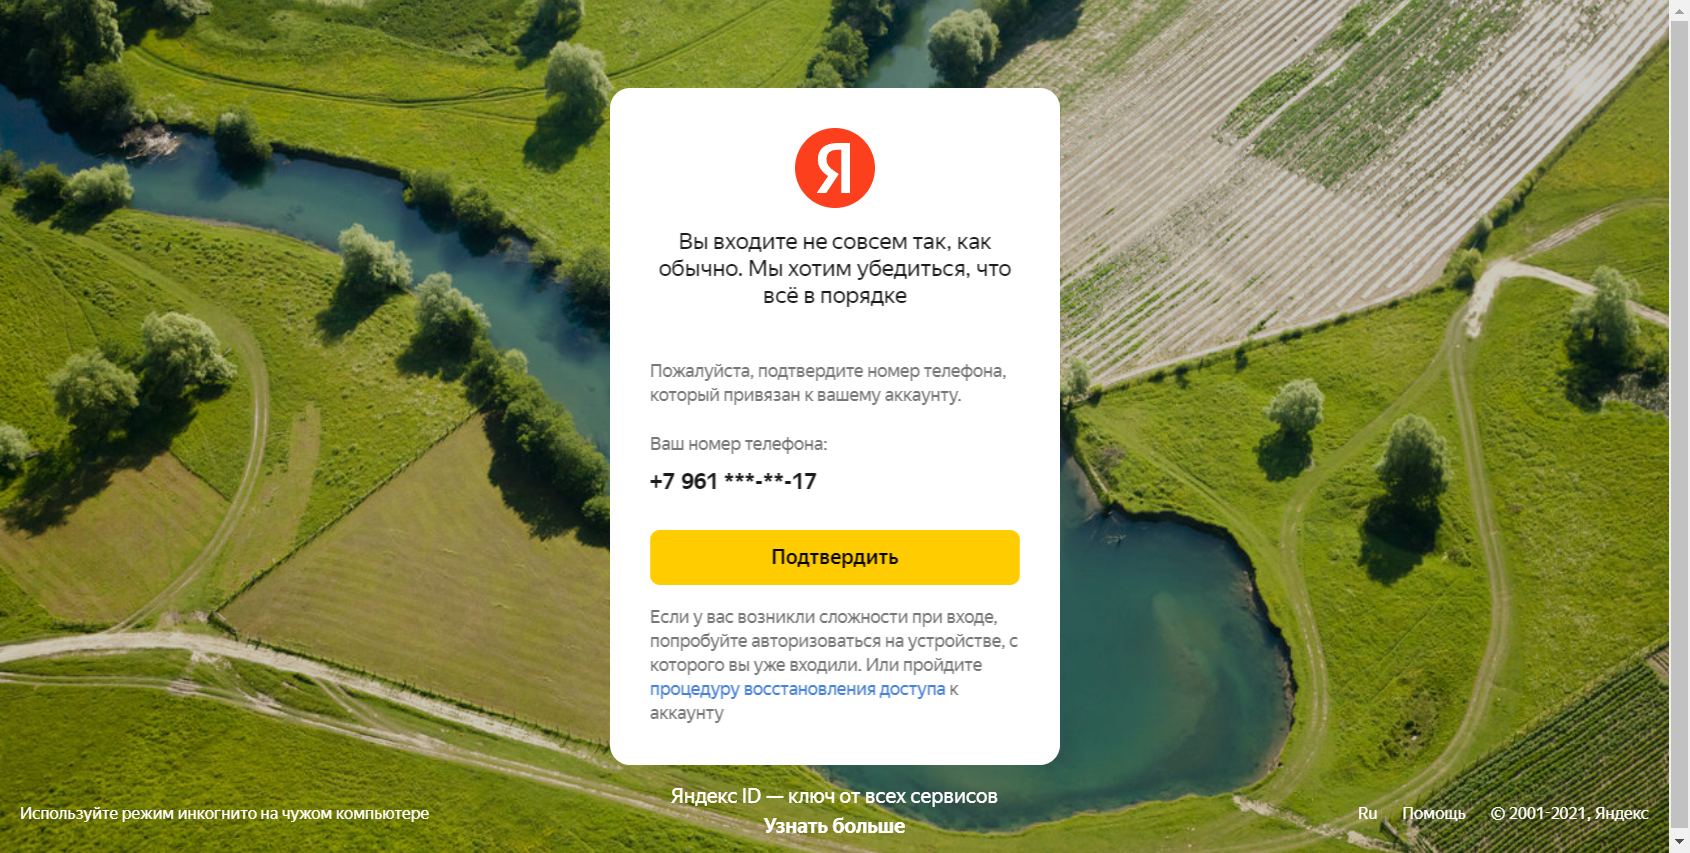 Я
Вы входите не совсем так, как
обычно. Мы хотим убедиться, что
всё в порядке
Пожалуйста, подтвердите номер телефона,
который привязан к вашему аккаунту.
Ваш номер телефона:
+7 961 ***-**-17
Подтвердить
Если у вас возникли сложности при входе,
попробуйте авторизоваться на устройстве, с
которого вы уже входили. Или пройдите
процедуру восстановления доступа к
аккаунту
Яндекс ID — ключ от всех сервисов
Узнать больше
Используйте режим инкогнито на чужом компьютере
Ru Помощь © 2001-2021, Яндекс